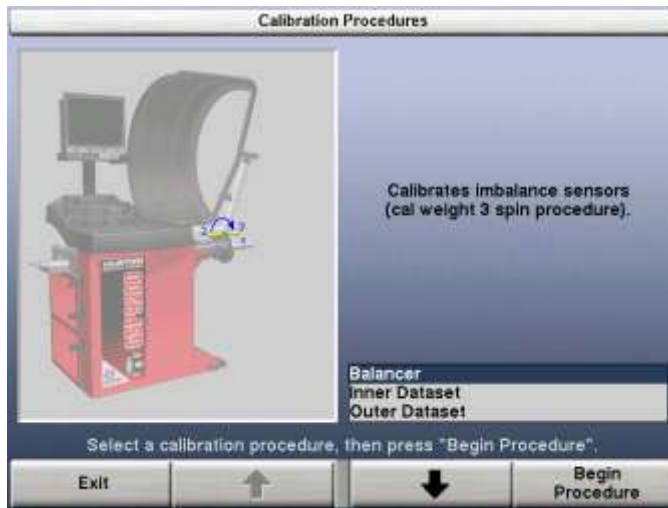 Calibration Procedures
Calibrates imbalance sensors
(cal weight 3 spin procedure).
Balancer
Inner Dataset
Outer Dataset
Select a calibration procedure, then press "Begin Procedure".
Exit
Begin
Procedure